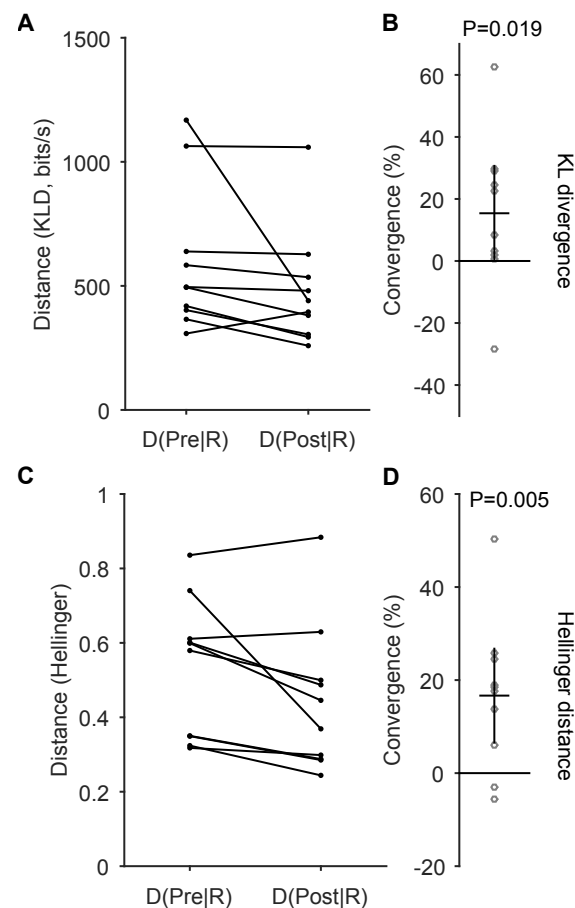 A
1500
1000
500
0
Distance (KLD, bits/s)
D(Pre|R)
D(Post|R)
B
P=0.019
60
40
20
0
-20
-40
Convergence (%)
KL divergence
C
1
0.8
0.6
0.4
0.2
0
Distance (Hellinger)
D(Pre|R)
D(Post|R)
D
60
P=0.005
40
20
0
-20
Convergence (%)
Hellinger distance